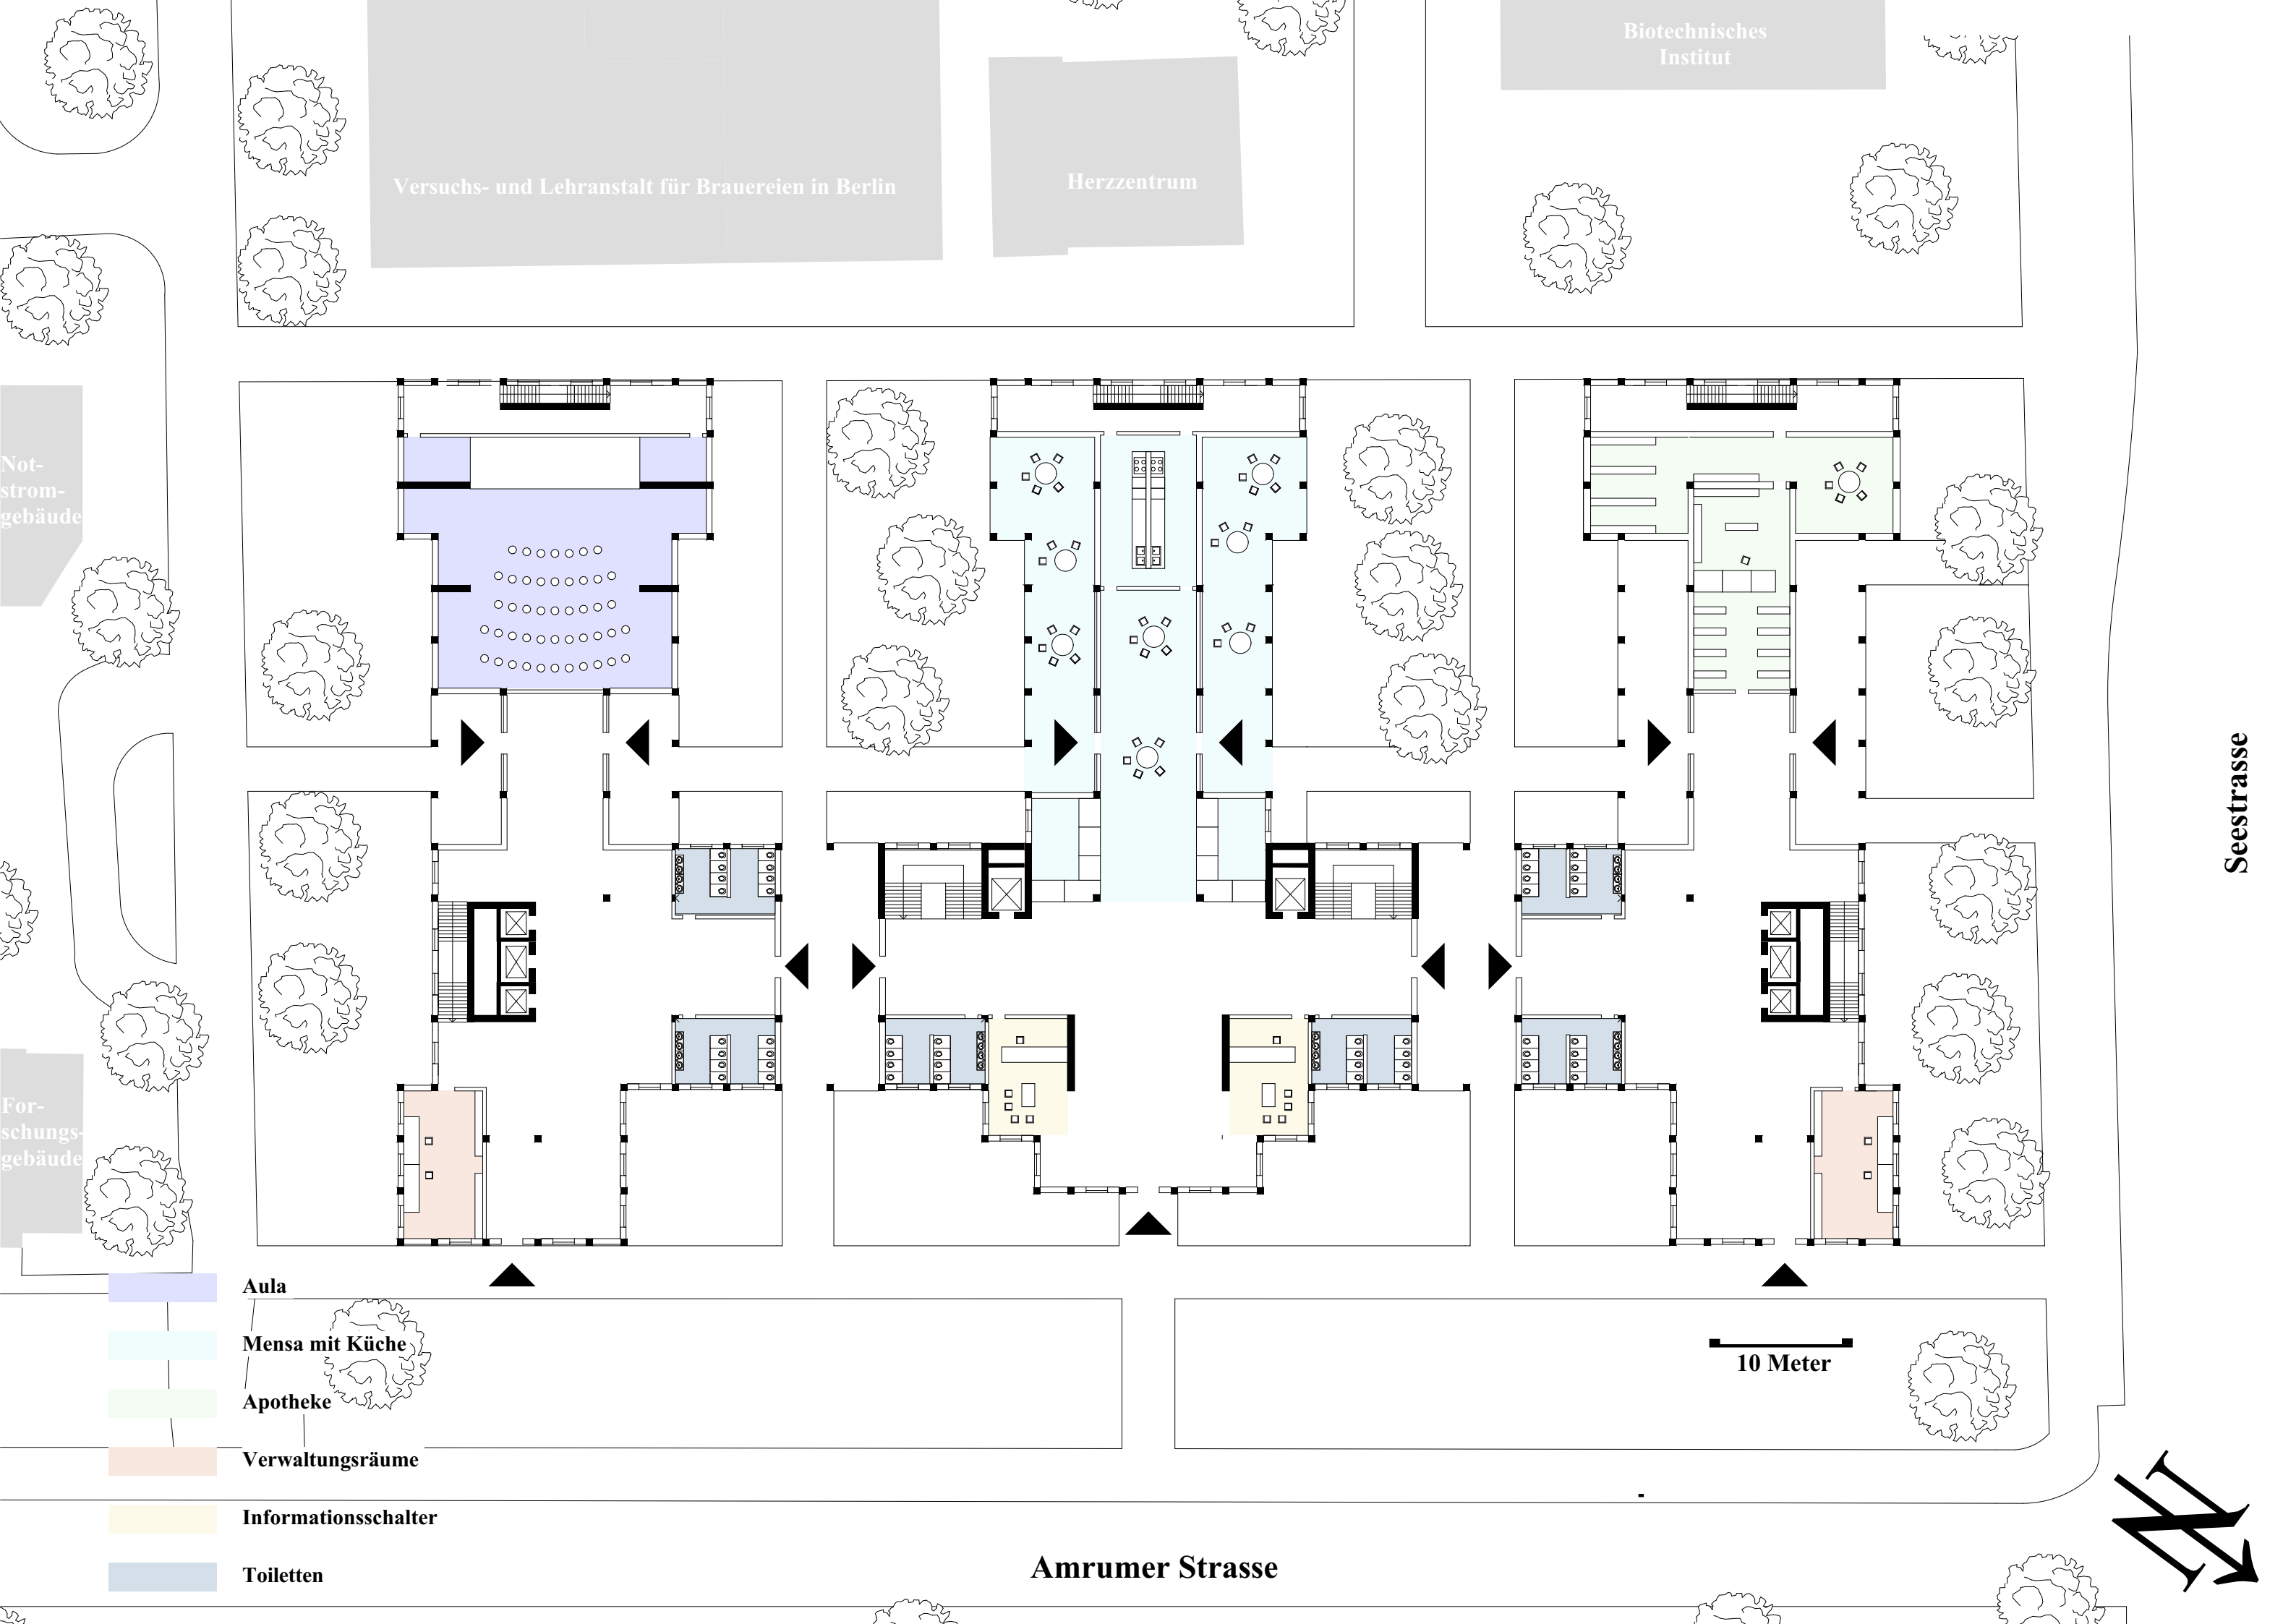 Biotechnisches
Institut
Versuchs- und Lehranstalt für Brauereien in Berlin
Herzzentrum
Not-
strom-
gebäude
Seestrasse
For-
schungs-
gebäude
Aula
Mensa mit Küche
Apotheke
Verwaltungsräume
Informationsschalter
Toiletten
10 Meter
Amrumer Strasse
N